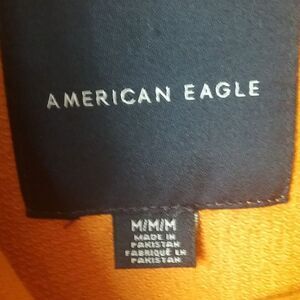 AMERICAN EAGLE
M/M/M
MADE IN
PAKISTAN
FABRIQUÉ EN
PAKISTAN